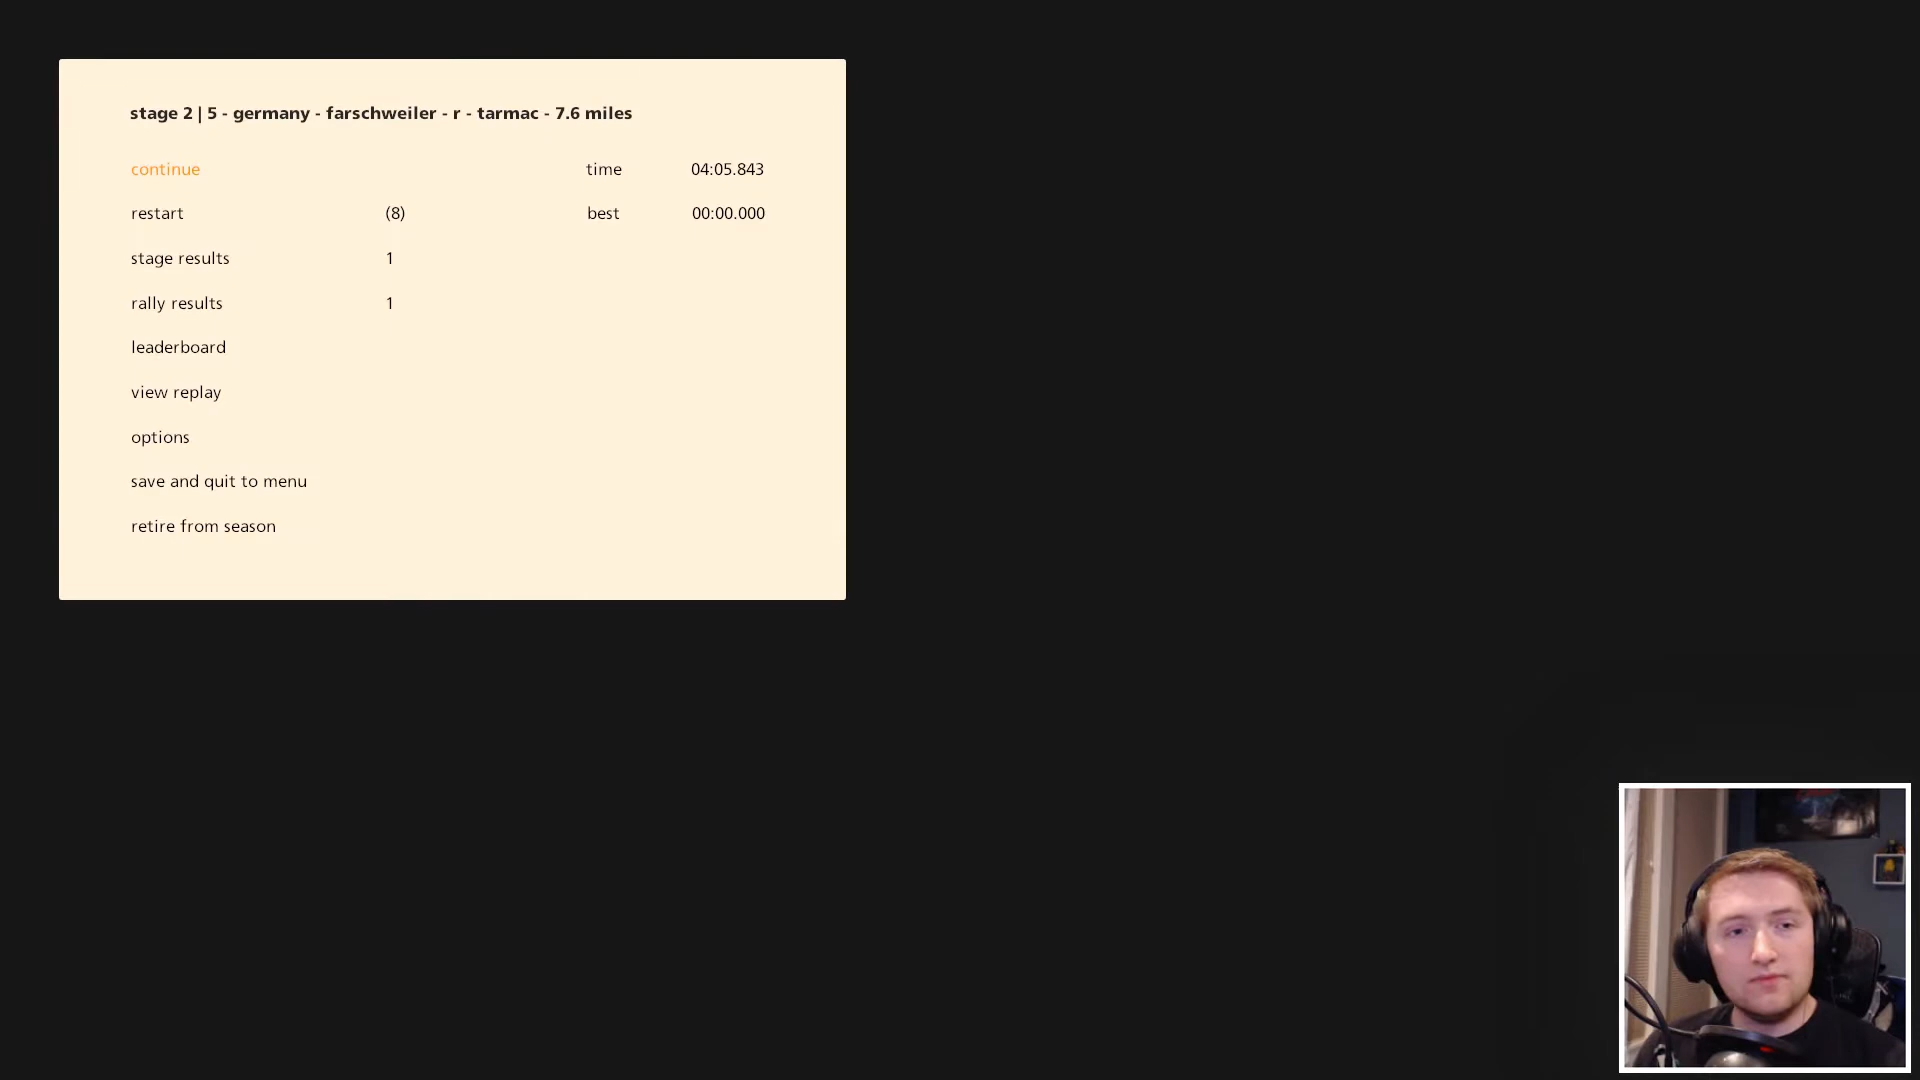 stage 2 | 5 - germany - farschweiler - r - tarmac - 7.6 miles
continue time 04:05.843
restart (8) best 00:00.000
stage results 1
rally results 1
leaderboard
view replay
options
save and quit to menu
retire from season